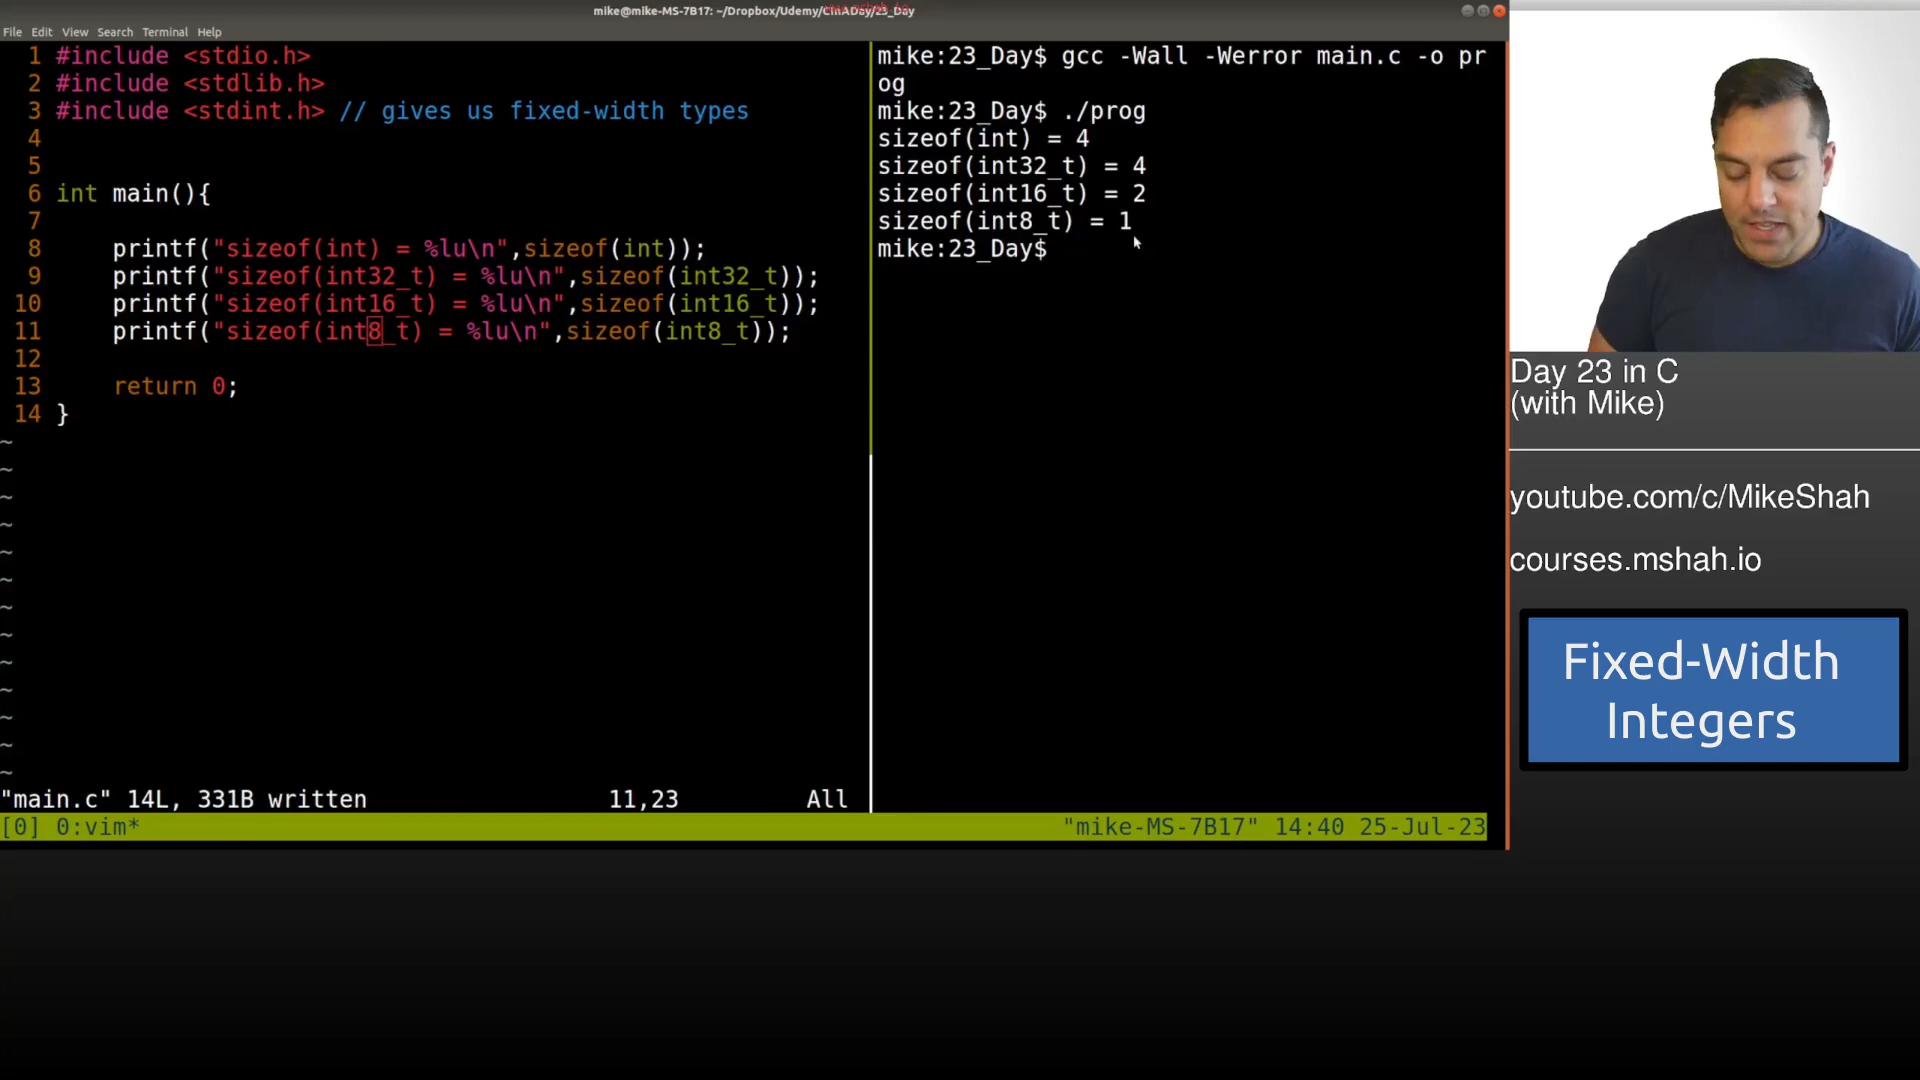 mike@mike-MS-7B17: ~/Dropbox/Udemy/CInADay/23_Day
File Edit View Search Terminal Help
1 #include <stdio.h>
2 #include <stdlib.h>
3 #include <stdint.h> // gives us fixed-width types
4
5
6 int main(){
7
8 printf("sizeof(int) = %lu\n",sizeof(int));
9 printf("sizeof(int32_t) = %lu\n",sizeof(int32_t));
10 printf("sizeof(int16_t) = %lu\n",sizeof(int16_t));
11 printf("sizeof(int8_t) = %lu\n",sizeof(int8_t));
12
13 return 0;
14 }
~
~
~
~
~
~
~
~
~
~
~
~
~
"main.c" 14L, 331B written 11,23 All
mike:23_Day$ gcc -Wall -Werror main.c -o pr
og
mike:23_Day$ ./prog
sizeof(int) = 4
sizeof(int32_t) = 4
sizeof(int16_t) = 2
sizeof(int8_t) = 1
mike:23_Day$
[0] 0:vim* "mike-MS-7B17" 14:40 25-Jul-23
Day 23 in C
(with Mike)
youtube.com/c/MikeShah
courses.mshah.io
Fixed-Width
Integers